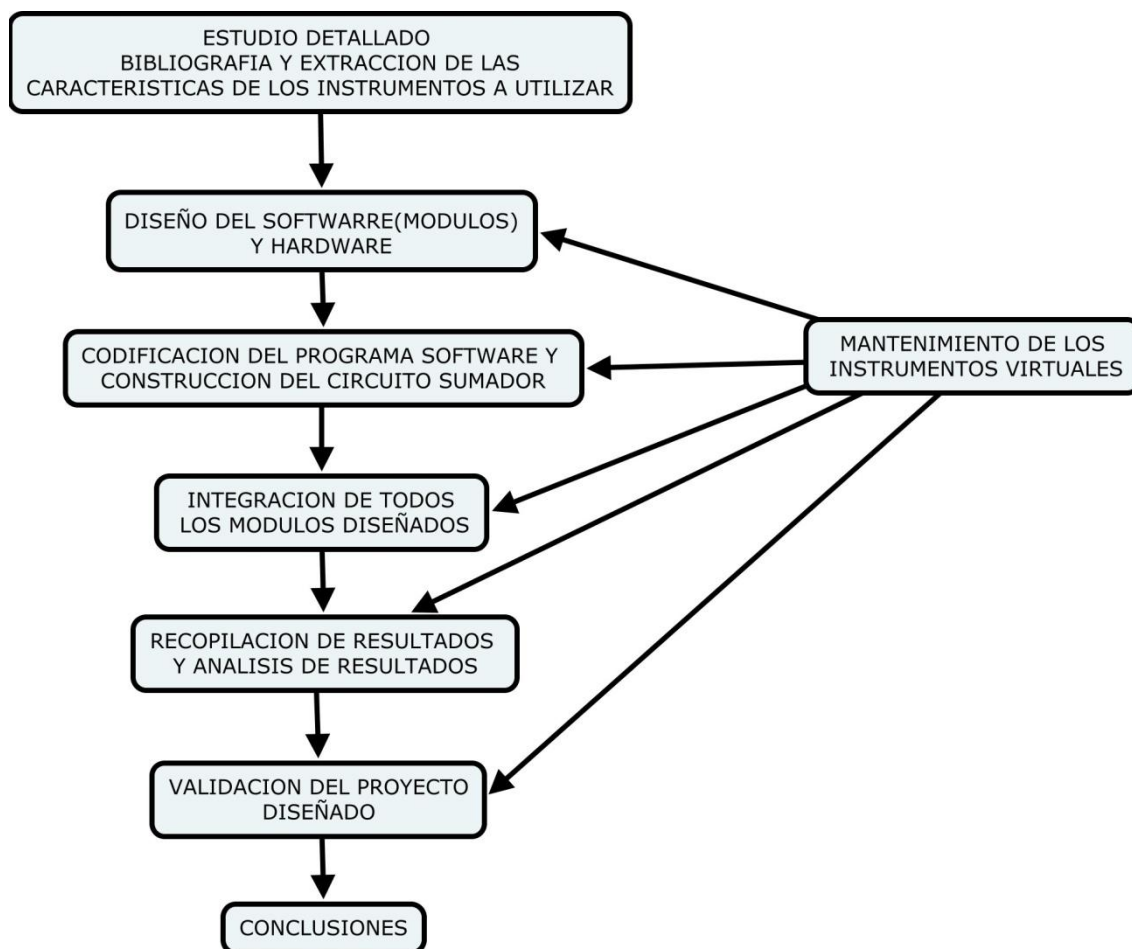 ESTUDIO DETALLADO
BIBLIOGRAFIA Y EXTRACCION DE LAS
CARACTERISTICAS DE LOS INSTRUMENTOS A UTILIZAR
DISEÑO DEL SOFTWARRE(MODULOS)
Y HARDWARE
CODIFICACION DEL PROGRAMA SOFTWARE Y
CONSTRUCCION DEL CIRCUITO SUMADOR
MANTENIMIENTO DE LOS
INSTRUMENTOS VIRTUALES
INTEGRACION DE TODOS
LOS MODULOS DISEÑADOS
RECOPILACION DE RESULTADOS
Y ANALISIS DE RESULTADOS
VALIDACION DEL PROYECTO
DISEÑADO
CONCLUSIONES